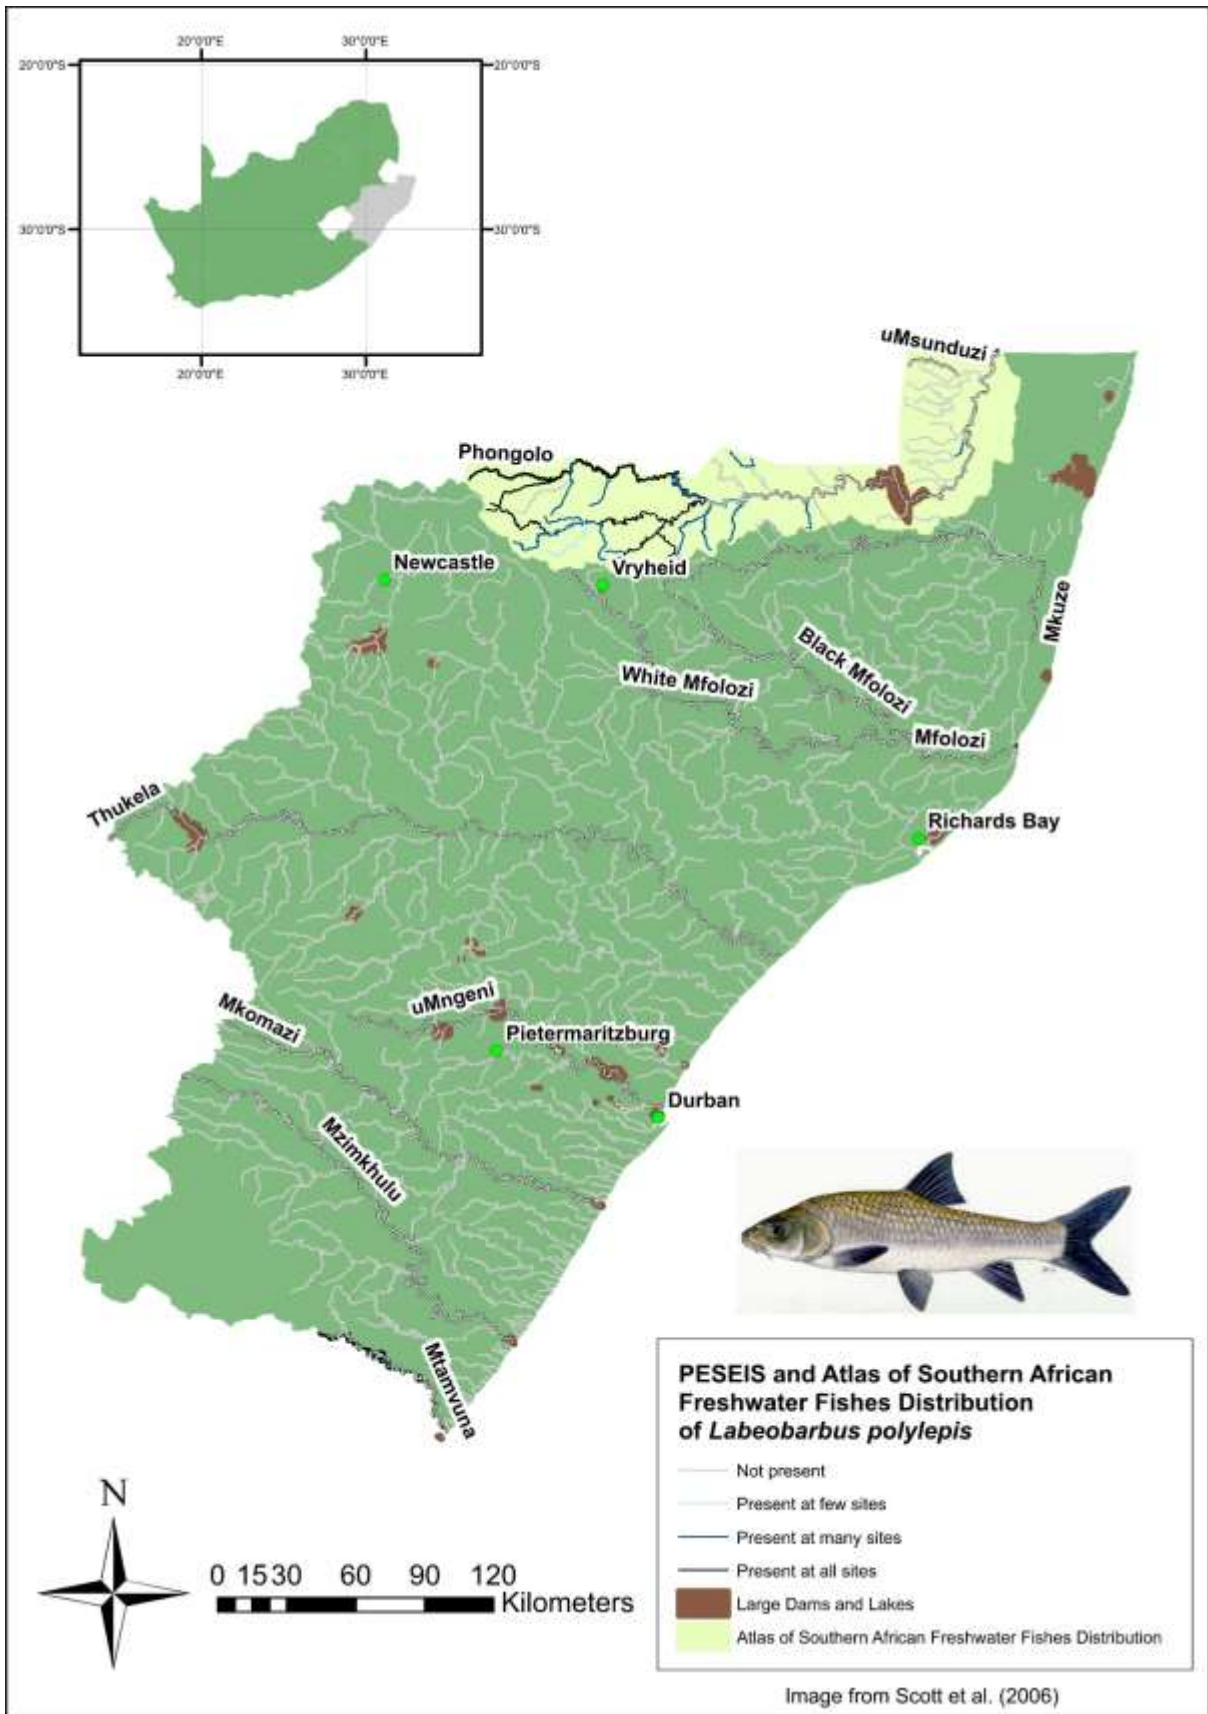 20°0'0"E 30°0'0"E
20°0'0"S 20°0'0"S
30°0'0"S 30°0'0"S
20°0'0"E 30°0'0"E
uMsunduzi
Phongolo
Newcastle
Vryheid
Mkuze
Black Mfolozi
White Mfolozi
Mfolozi
Thukela
Richards Bay
uMngeni
Mkomazi
Pietermaritzburg
Durban
Mzimkhulu
Mtamvuna
PESEIS and Atlas of Southern African
Freshwater Fishes Distribution
of Labeobarbus polylepis
Not present
Present at few sites
Present at many sites
Present at all sites
Large Dams and Lakes
Atlas of Southern African Freshwater Fishes Distribution
N
0 15 30 60 90 120
Kilometers
Image from Scott et al. (2006)